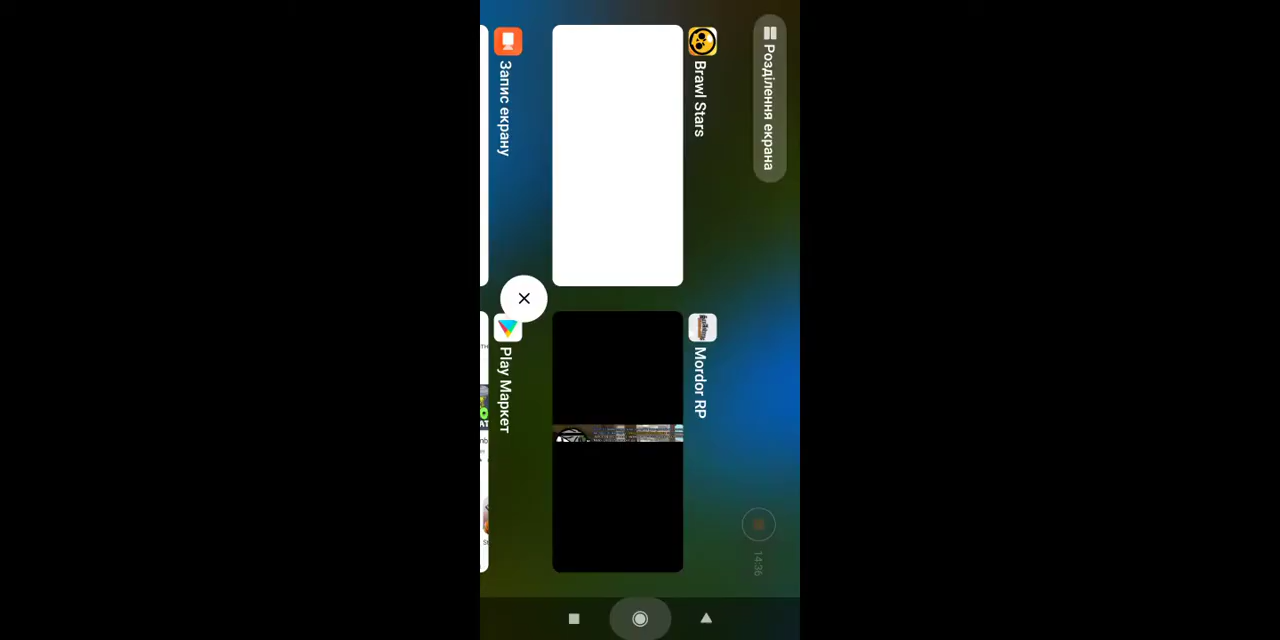 Розділення екрана
Brawl Stars
Mordor RP
Запис екрану
Play Маркет
14:36